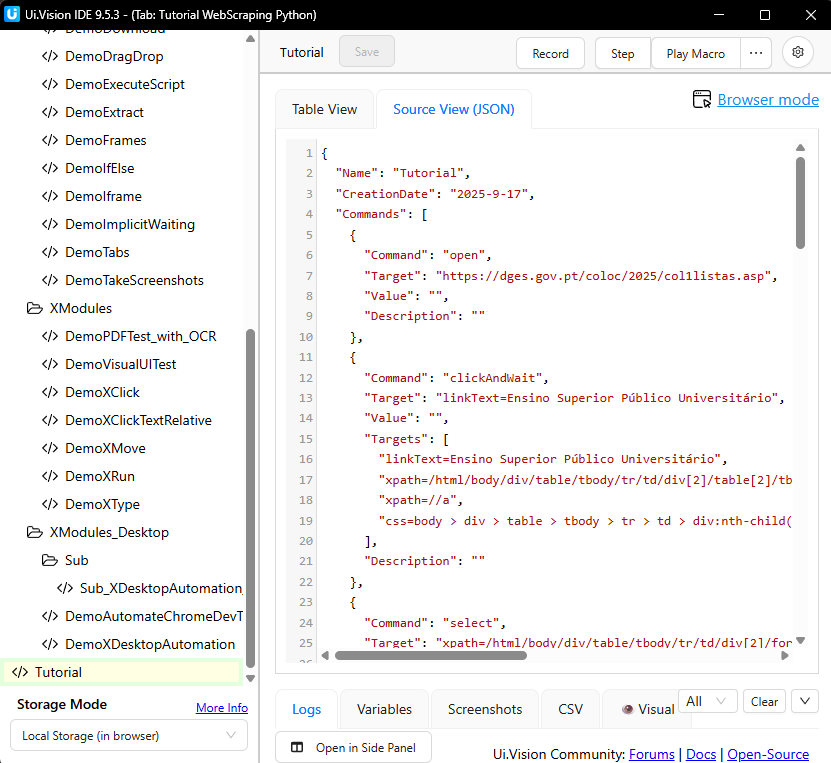 Ui.Vision IDE 9.5.3 - (Tab: Tutorial WebScraping Python)
DemoDownload
</> DemoDragDrop
</> DemoExecuteScript
</> DemoExtract
</> DemoFrames
</> DemoIfElse
</> DemoIframe
</> DemoImplicitWaiting
</> DemoTabs
</> DemoTakeScreenshots
XModules
</> DemoPDFTest_with_OCR
</> DemoVisualUITest
</> DemoXClick
</> DemoXClickTextRelative
</> DemoXMove
</> DemoXRun
</> DemoXType
XModules_Desktop
Sub
</> Sub_XDesktopAutomation
</> DemoAutomateChromeDevT
</> DemoXDesktopAutomation
</> Tutorial
Storage Mode More Info
Local Storage (in browser)
Tutorial Save Record Step Play Macro ...
Table View Source View (JSON) Browser mode
1 {
2 "Name": "Tutorial",
3 "CreationDate": "2025-9-17",
4 "Commands": [
5 {
6 "Command": "open",
7 "Target": "https://dges.gov.pt/coloc/2025/col1listas.asp",
8 "Value": "",
9 "Description": ""
10 },
11 {
12 "Command": "clickAndWait",
13 "Target": "linkText=Ensino Superior Público Universitário",
14 "Value": "",
15 "Targets": [
16 "linkText=Ensino Superior Público Universitário",
17 "xpath=/html/body/div/table/tbody/tr/td/div[2]/table[2]/tb
18 "xpath=//a",
19 "css=body > div > table > tbody > tr > td > div:nth-child(
20 ],
21 "Description": ""
22 },
23 {
24 "Command": "select",
25 "Target": "xpath=/html/body/div/table/tbody/tr/td/div[2]/for
26
Logs Variables Screenshots CSV Visual All Clear
Open in Side Panel
Ui.Vision Community: Forums | Docs | Open-Source